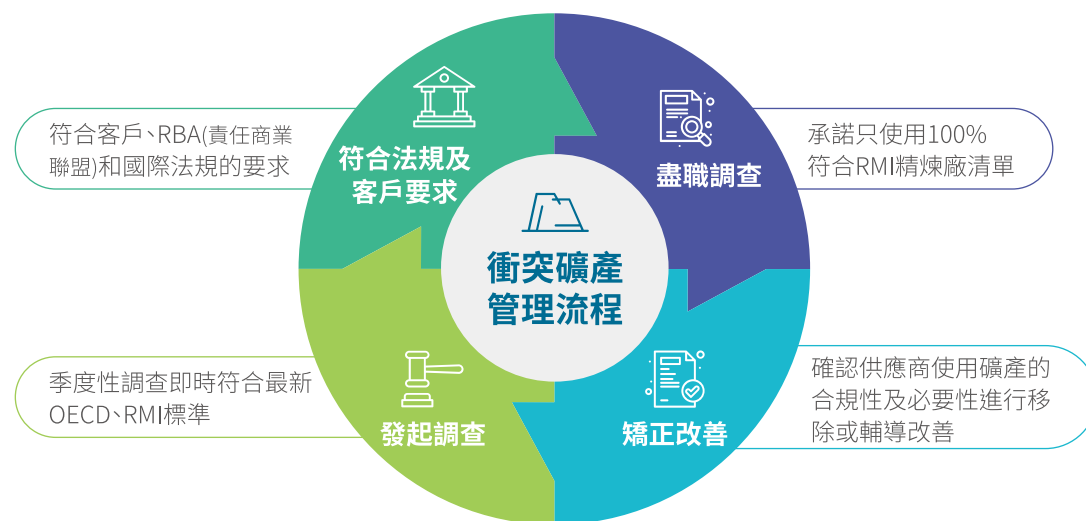 符合客戶、RBA(責任商業
聯盟)和國際法規的要求
符合法規及
客戶要求
盡職調查
承諾只使用100%
符合RMI精煉廠清單
衝突礦產
管理流程
季度性調查即時符合最新
OECD、RMI標準
發起調查
矯正改善
確認供應商使用礦產的
合規性及必要性進行移
除或輔導改善